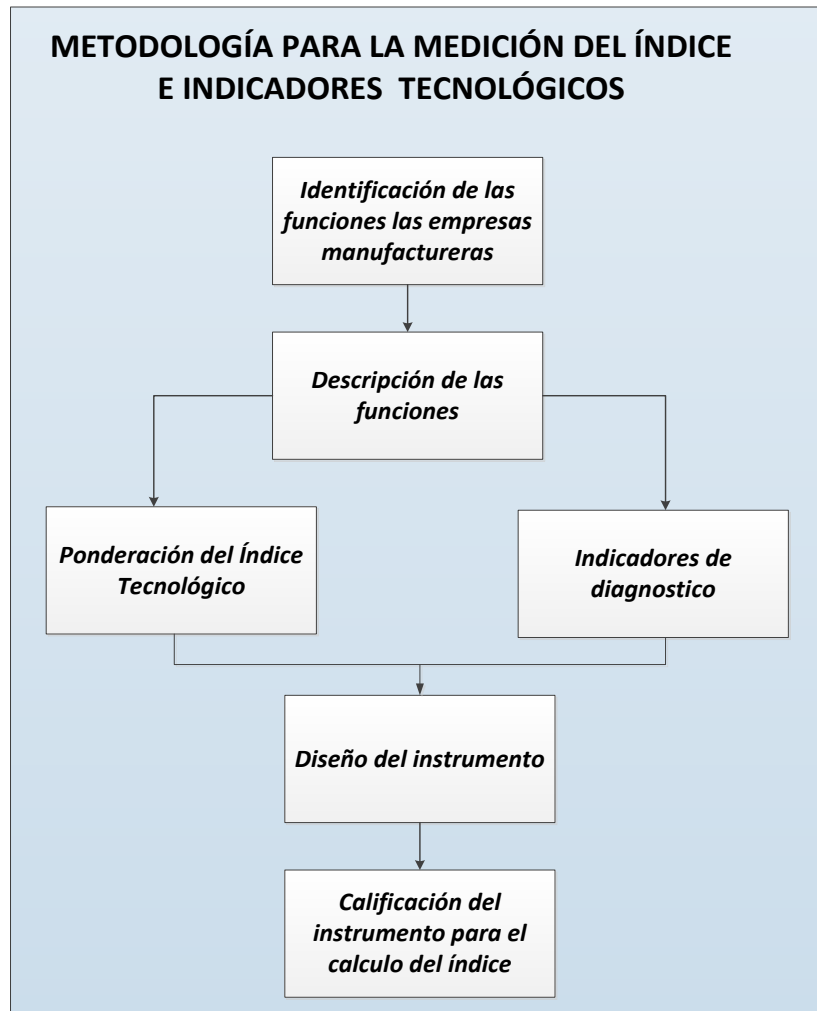 METODOLOGÍA PARA LA MEDICIÓN DEL ÍNDICE
E INDICADORES TECNOLÓGICOS
Identificación de las
funciones las empresas
manufactureras
Descripción de las
funciones
Ponderación del Índice
Tecnológico
Indicadores de
diagnostico
Diseño del instrumento
Calificación del
instrumento para el
calculo del índice